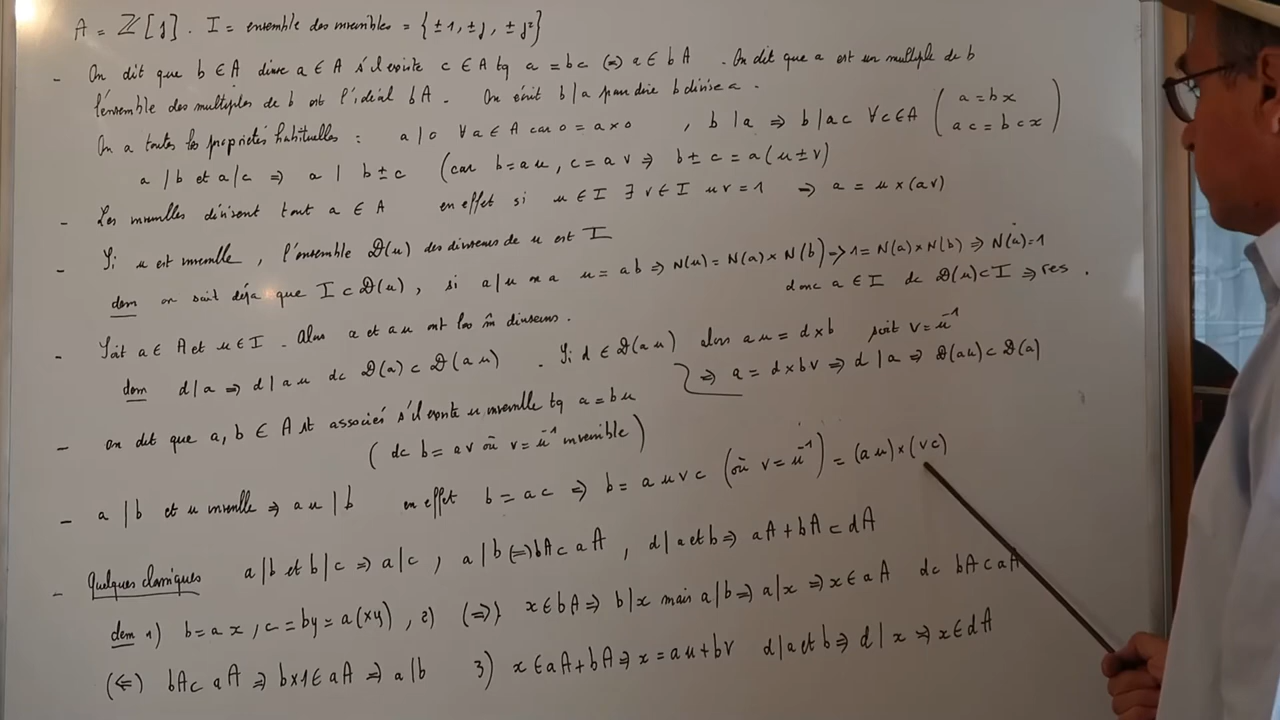 A = ℤ[j]. I = ensemble des inversibles = {±1, ±j, ±j²}
- On dit que b ∈ A divise a ∈ A s'il existe c ∈ A tq a = bc ⇔ a ∈ bA. On dit que a est un multiple de b
l'ensemble des multiples de b est l'idéal bA. On écrit b|a pour dire b divise a.
On a toutes les propriétés habituelles : a|0 ∀a ∈ A car 0 = a×0, b|a ⇒ b|ac ∀c∈A (a = bx
ac = bcx)
a|b et a|c ⇒ a | b±c (car b = au, c = av ⇒ b±c = a(u±v)
- Les inversibles divisent tout a ∈ A en effet si u ∈ I ∃ v ∈ I uv = 1 ⇒ a = u×(av)
- Si u est inversible, l'ensemble 𝒟(u) des diviseurs de u est I
dem on sait déja que I ⊂ 𝒟(u), si a|u on a u = ab ⇒ N(u) = N(a)×N(b) ⇒ 1 = N(a)×N(b) ⇒ N(a)=1
donc a ∈ I dc 𝒟(u)⊂I ⇒ res.
- Soit a ∈ A et u ∈ I. Alors a et au ont les m̂ diviseurs.
dem d|a ⇒ d|au dc 𝒟(a) ⊂ 𝒟(au). Si d ∈ 𝒟(au) alors au = d×b soit v = u⁻¹
⇒ a = d×bv ⇒ d|a ⇒ 𝒟(au)⊂𝒟(a)
- on dit que a, b ∈ A st associés s'il existe u inversible tq a = bu
(dc b = av où v = u⁻¹ inversible)
- a|b et u inversible ⇒ au|b en effet b = ac ⇒ b = auvc (où v = u⁻¹) = (au)×(vc)
- Quelques classiques a|b et b|c ⇒ a|c, a|b ⇔ bA⊂aA, d|a et b ⇒ aA + bA ⊂ dA
dem 1) b = ax, c = by = a(xy), 2) (⇒) x∈bA ⇒ b|x mais a|b ⇒ a|x ⇒ x∈aA dc bA⊂aA
(⇐) bA⊂aA ⇒ b×1∈aA ⇒ a|b 3) x∈aA+bA ⇒ x = au+bv d|a et b ⇒ d|x ⇒ x∈dA